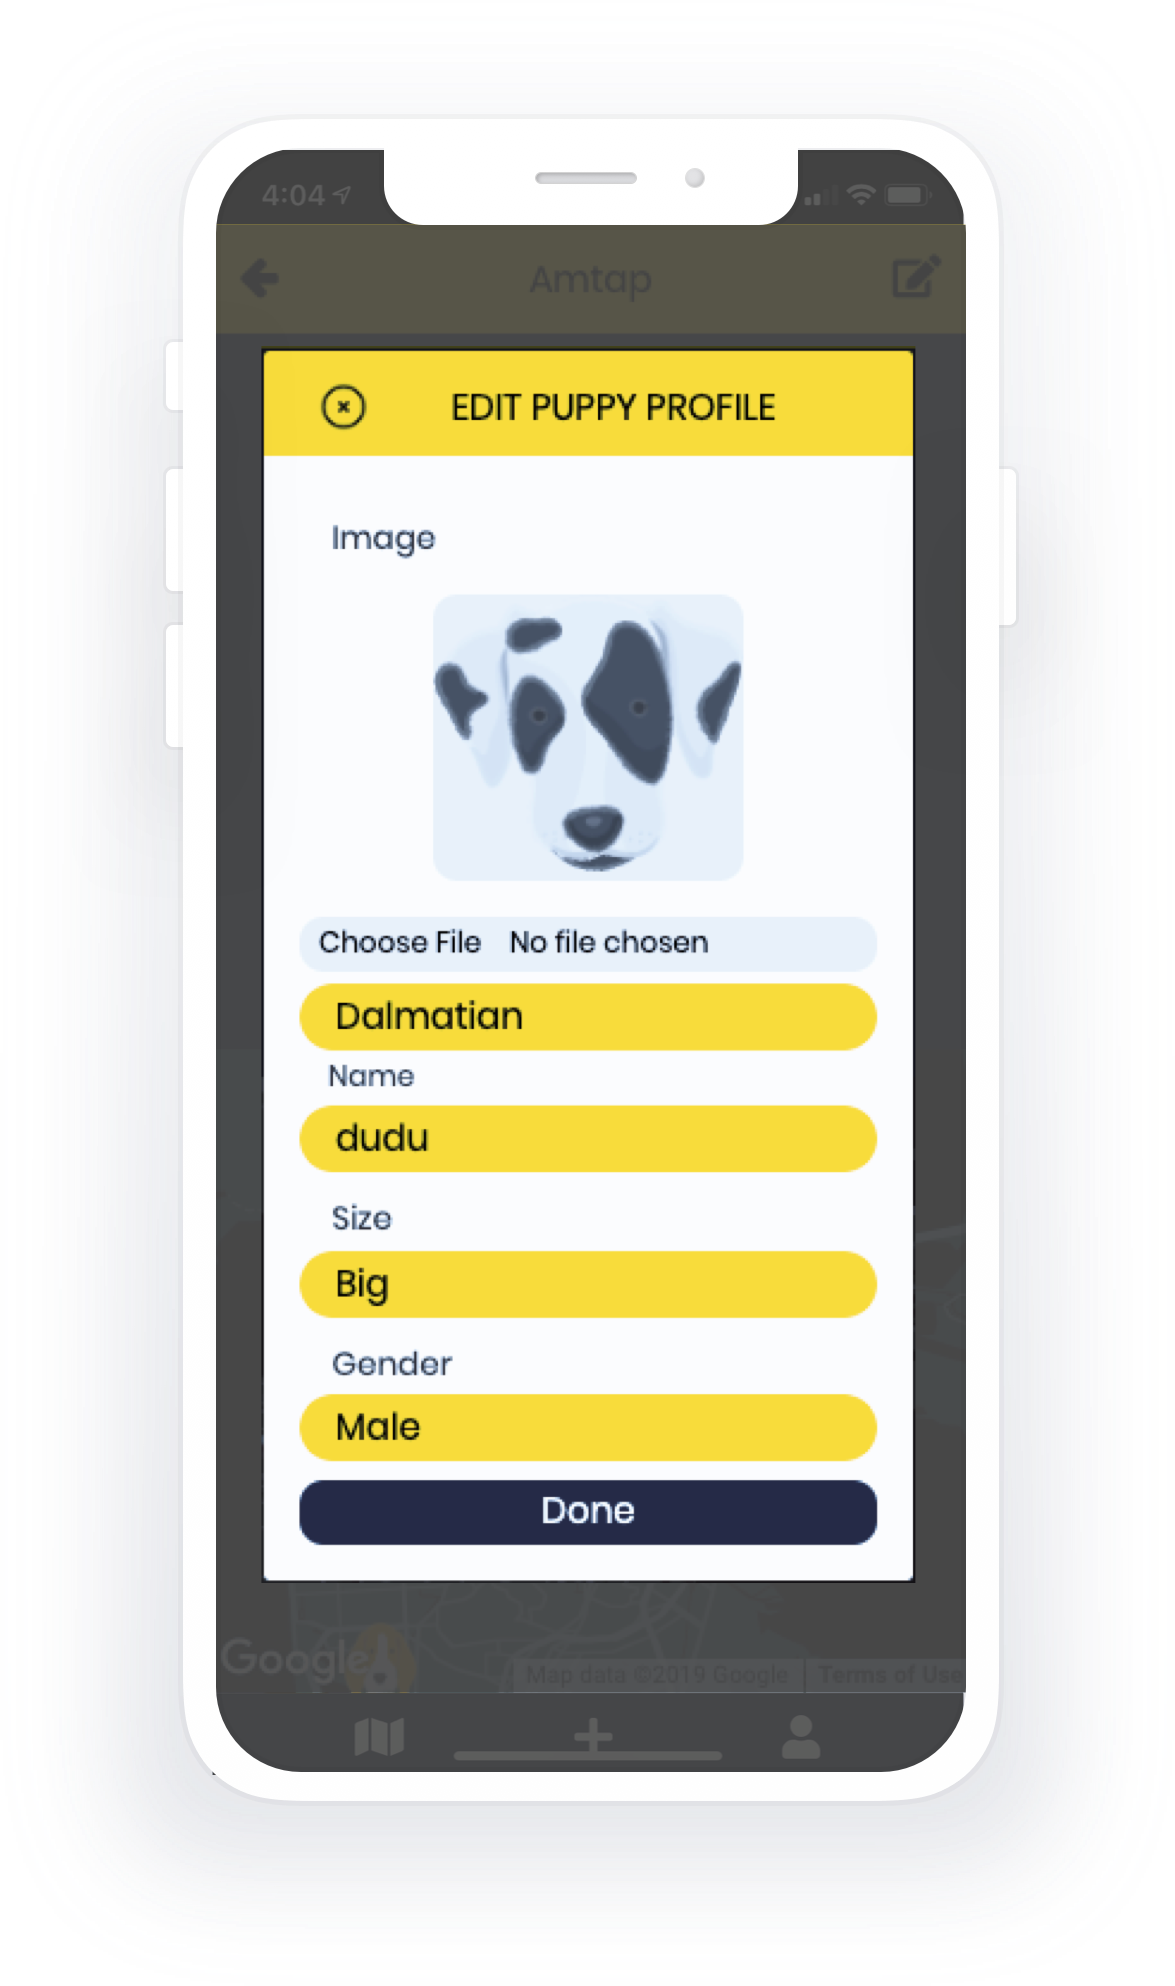 4:04
Amtap
EDIT PUPPY PROFILE
Image
Choose File No file chosen
Dalmatian
Name
dudu
Size
Big
Gender
Male
Done
Google
Map data ©2019 Google
Terms of Use